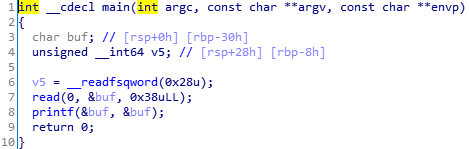 1 int __cdecl main(int argc, const char **argv, const char **envp)
2 {
3 char buf; // [rsp+0h] [rbp-30h]
4 unsigned __int64 v5; // [rsp+28h] [rbp-8h]
5
6 v5 = __readfsqword(0x28u);
7 read(0, &buf, 0x38uLL);
8 printf(&buf, &buf);
9 return 0;
10 }